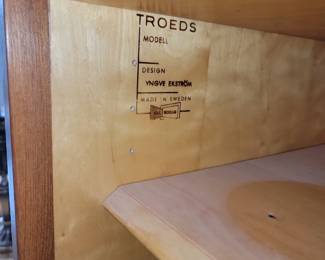 TROEDS
MODELL
DESIGN
YNGVE EKSTRÖM
MADE IN SWEDEN